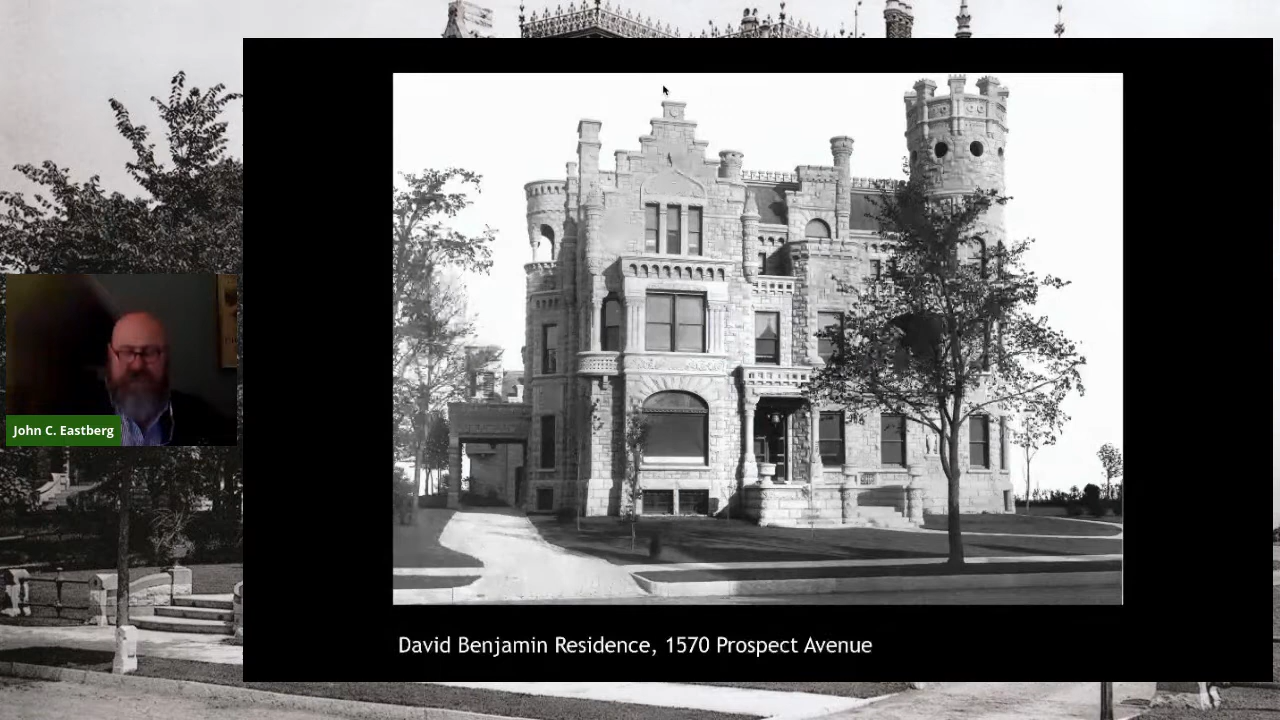 John C. Eastberg
David Benjamin Residence, 1570 Prospect Avenue